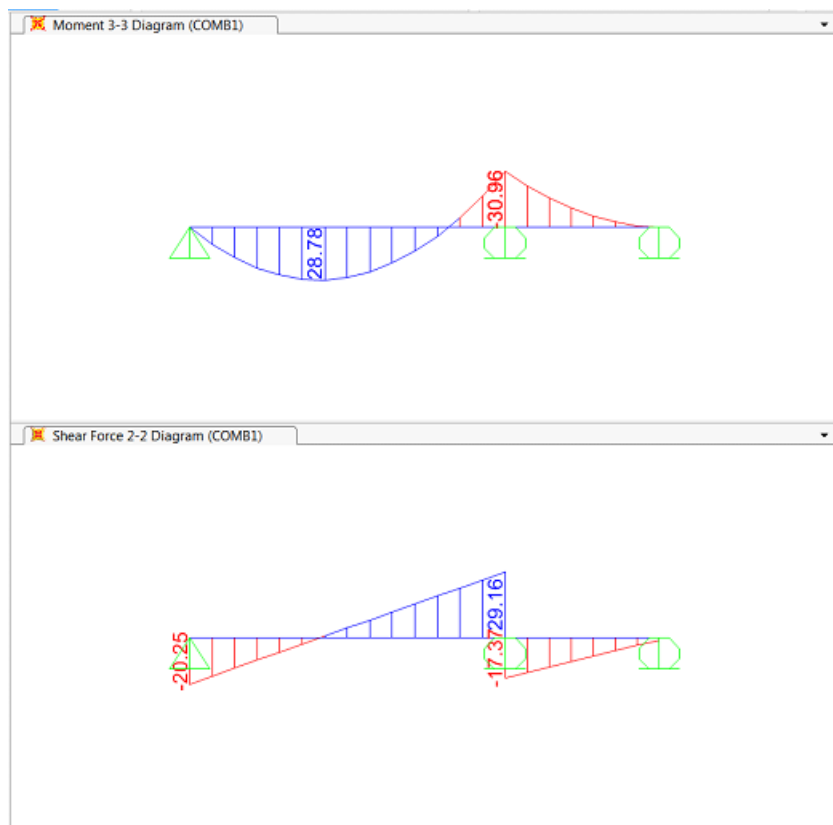 Moment 3-3 Diagram (COMB1)
-30.96
28.78
Shear Force 2-2 Diagram (COMB1)
-20.25
-17.37
29.16